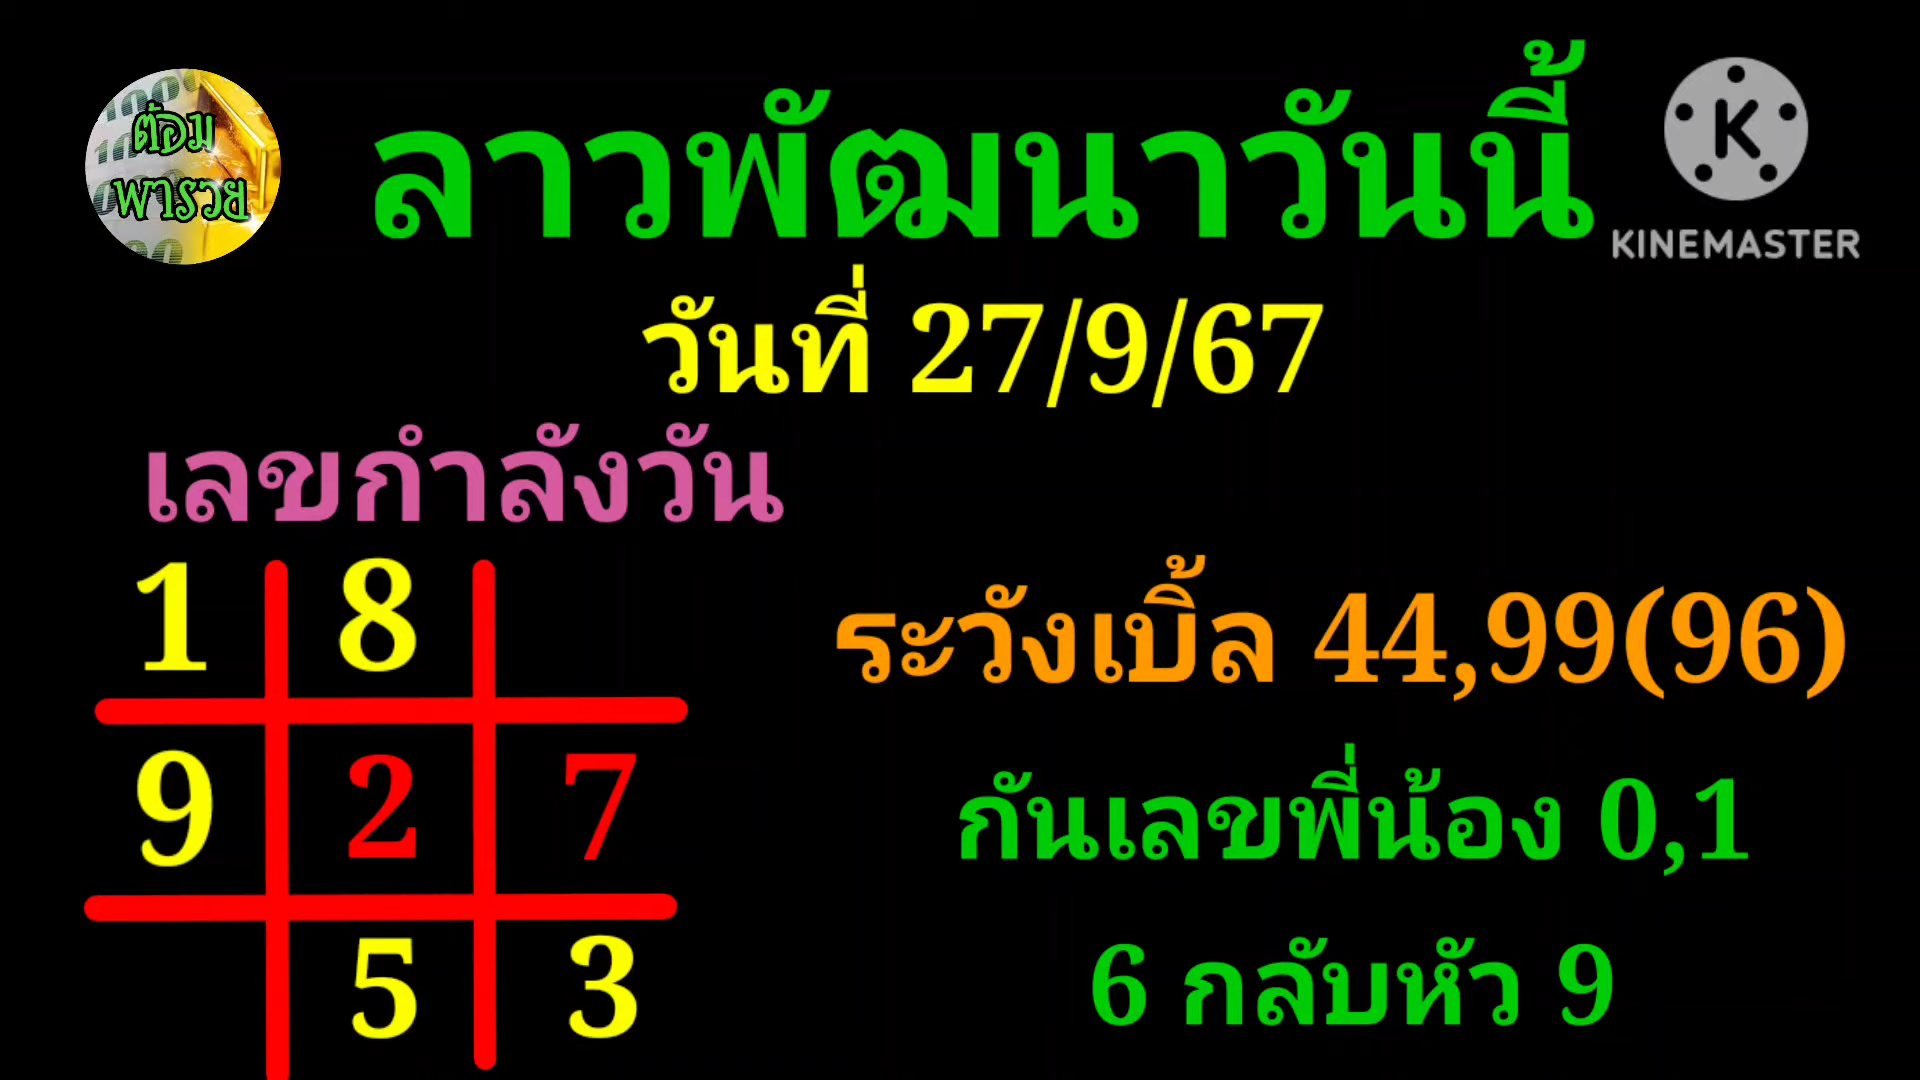 ต้อม
พารวย
ลาวพัฒนาวันนี้
K
KINEMASTER
วันที่ 27/9/67
เลขกำลังวัน
1 8
9 2 7
5 3
ระวังเบิ้ล 44,99(96)
กันเลขพี่น้อง 0,1
6 กลับหัว 9